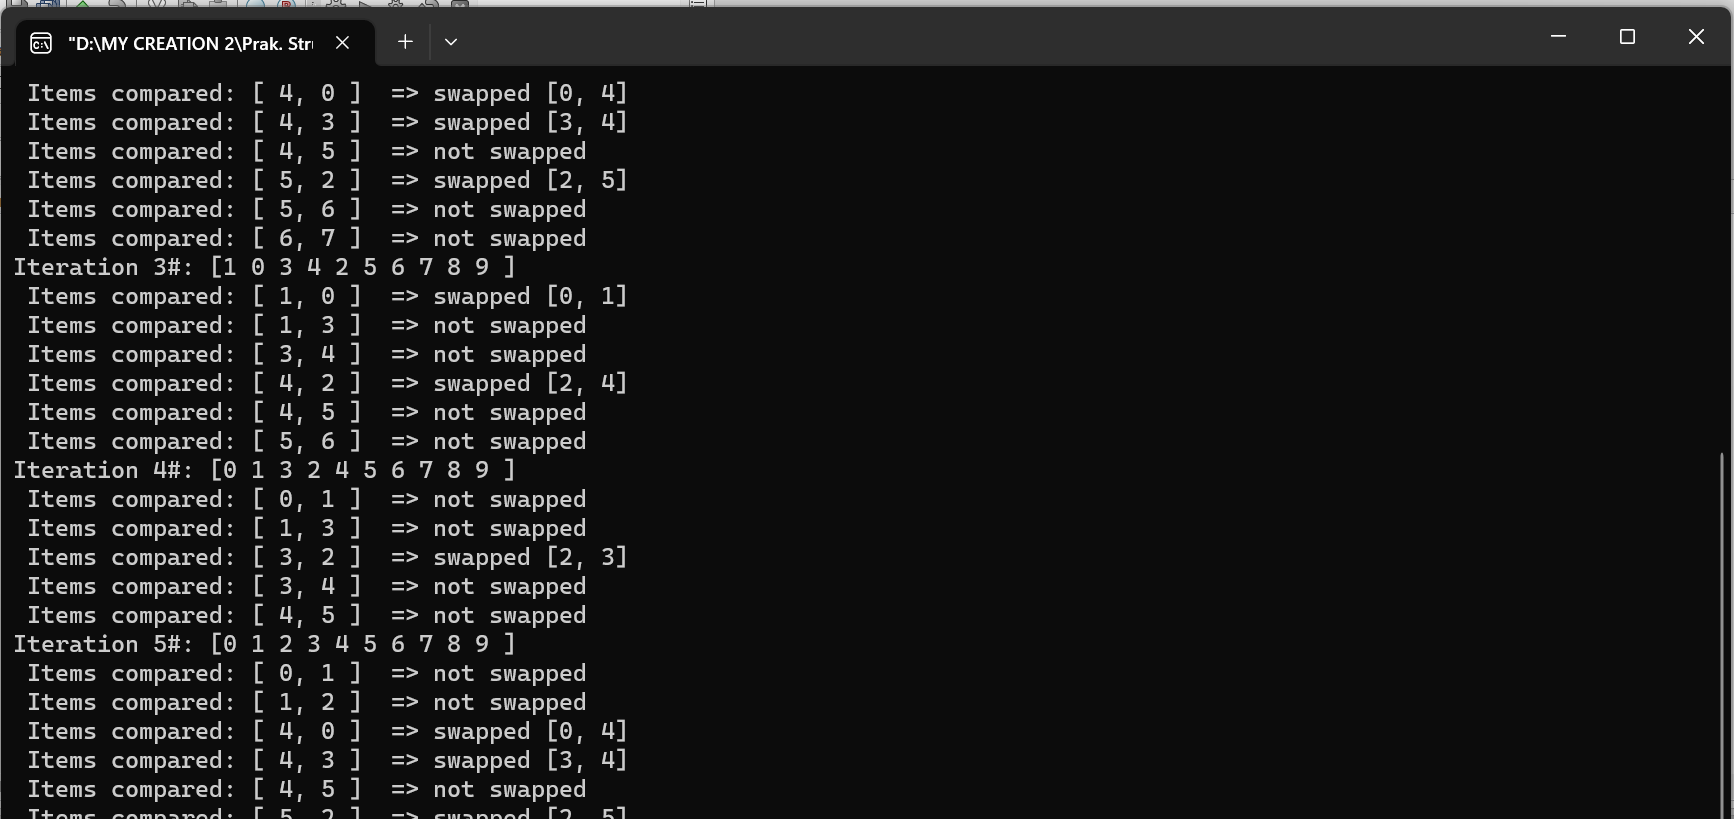 "D:\MY CREATION 2\Prak. Str
Items compared: [ 4, 0 ]  => swapped [0, 4]
Items compared: [ 4, 3 ]  => swapped [3, 4]
Items compared: [ 4, 5 ]  => not swapped
Items compared: [ 5, 2 ]  => swapped [2, 5]
Items compared: [ 5, 6 ]  => not swapped
Items compared: [ 6, 7 ]  => not swapped
Iteration 3#: [1 0 3 4 2 5 6 7 8 9 ]
Items compared: [ 1, 0 ]  => swapped [0, 1]
Items compared: [ 1, 3 ]  => not swapped
Items compared: [ 3, 4 ]  => not swapped
Items compared: [ 4, 2 ]  => swapped [2, 4]
Items compared: [ 4, 5 ]  => not swapped
Items compared: [ 5, 6 ]  => not swapped
Iteration 4#: [0 1 3 2 4 5 6 7 8 9 ]
Items compared: [ 0, 1 ]  => not swapped
Items compared: [ 1, 3 ]  => not swapped
Items compared: [ 3, 2 ]  => swapped [2, 3]
Items compared: [ 3, 4 ]  => not swapped
Items compared: [ 4, 5 ]  => not swapped
Iteration 5#: [0 1 2 3 4 5 6 7 8 9 ]
Items compared: [ 0, 1 ]  => not swapped
Items compared: [ 1, 2 ]  => not swapped
Items compared: [ 4, 0 ]  => swapped [0, 4]
Items compared: [ 4, 3 ]  => swapped [3, 4]
Items compared: [ 4, 5 ]  => not swapped
Items compared: [ 5, 2 ]  => swapped [2, 5]